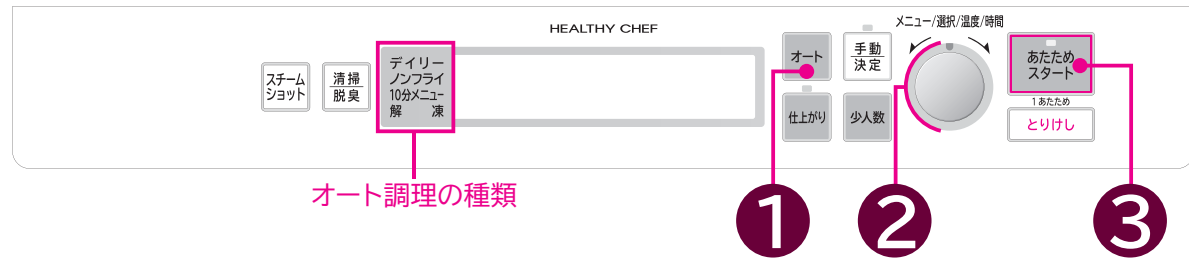 HEALTHY CHEF
メニュー/選択/温度/時間
スチーム
ショット
清掃
脱臭
デイリー
ノンフライ
10分メニュー
解 凍
オート
手動
決定
仕上がり
少人数
あたため
スタート
1あたため
とりけし
オート調理の種類
1
2
3